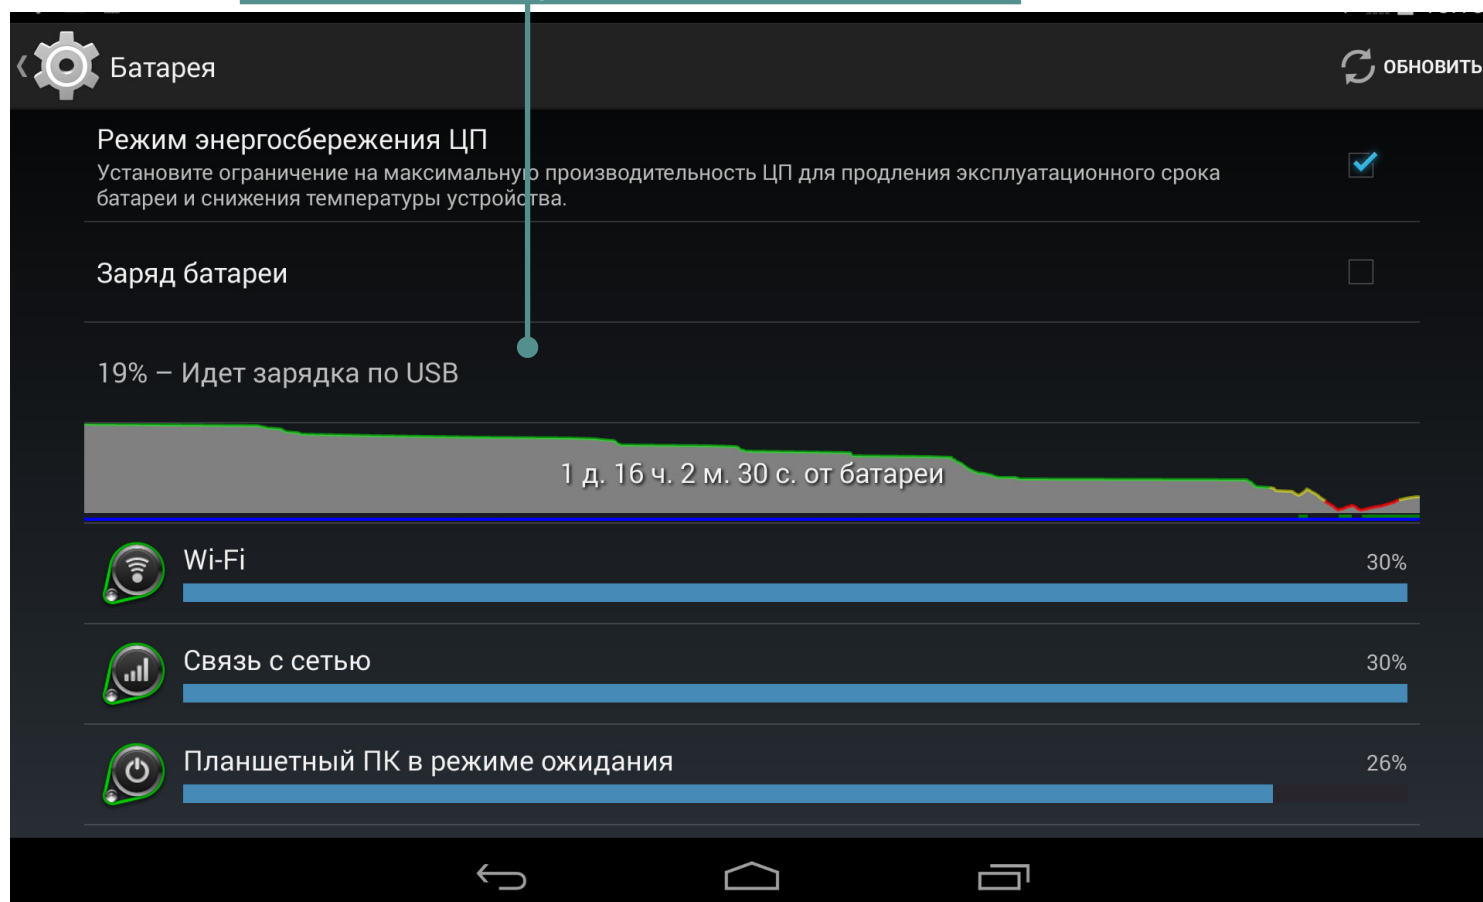 Батарея
ОБНОВИТЬ
Режим энергосбережения ЦП
Установите ограничение на максимальную производительность ЦП для продления эксплуатационного срока
батареи и снижения температуры устройства.
Заряд батареи
19% – Идет зарядка по USB
1 д. 16 ч. 2 м. 30 с. от батареи
Wi-Fi
30%
Связь с сетью
30%
Планшетный ПК в режиме ожидания
26%